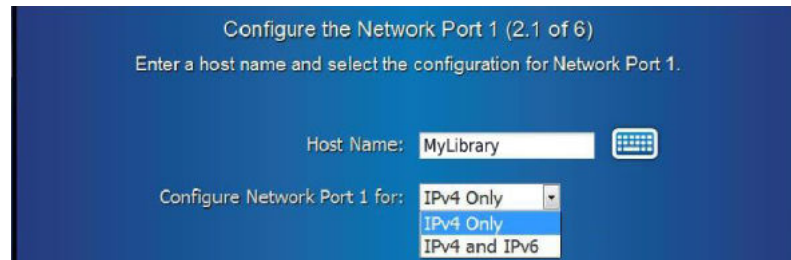 Configure the Network Port 1 (2.1 of 6)
Enter a host name and select the configuration for Network Port 1.
Host Name: MyLibrary
Configure Network Port 1 for: IPv4 Only
IPv4 Only
IPv4 and IPv6